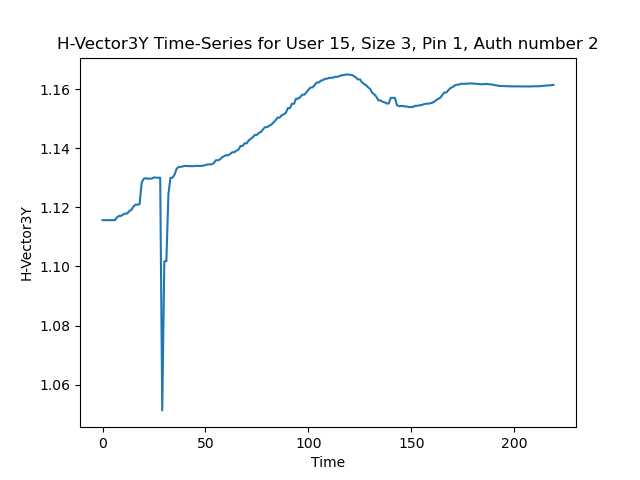 H-Vector3Y Time-Series for User 15, Size 3, Pin 1, Auth number 2
1.16
1.14
1.12
1.10
1.08
1.06
H-Vector3Y
0 50 100 150 200
Time